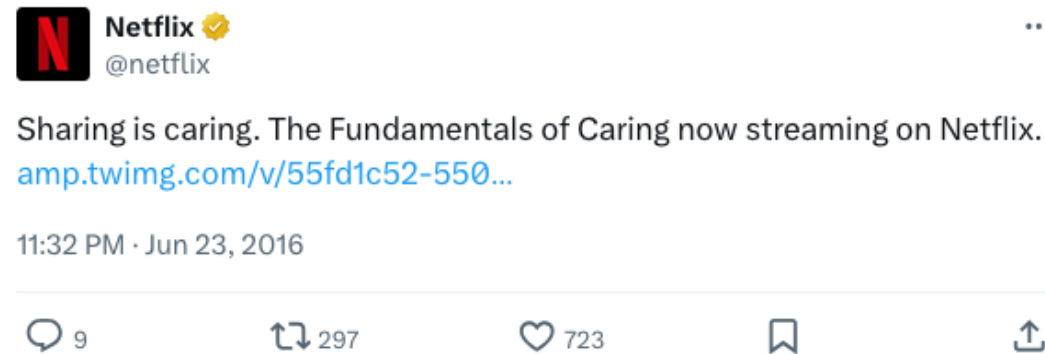 Netflix
@netflix
Sharing is caring. The Fundamentals of Caring now streaming on Netflix.
amp.twimg.com/v/55fd1c52-550...
11:32 PM · Jun 23, 2016
9 297 723